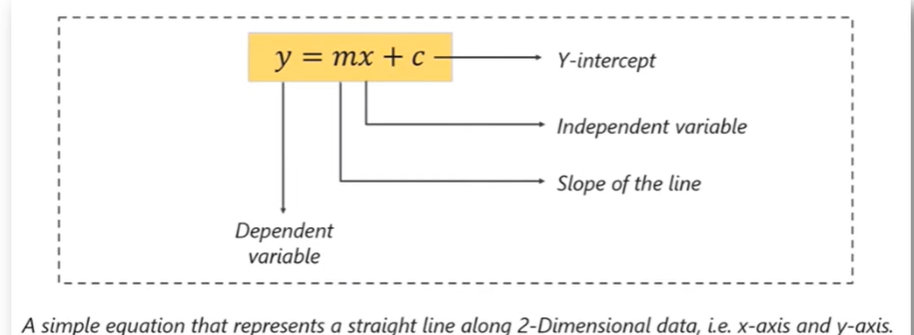 y = mx + c
Y-intercept
Independent variable
Slope of the line
Dependent
variable
A simple equation that represents a straight line along 2-Dimensional data, i.e. x-axis and y-axis.